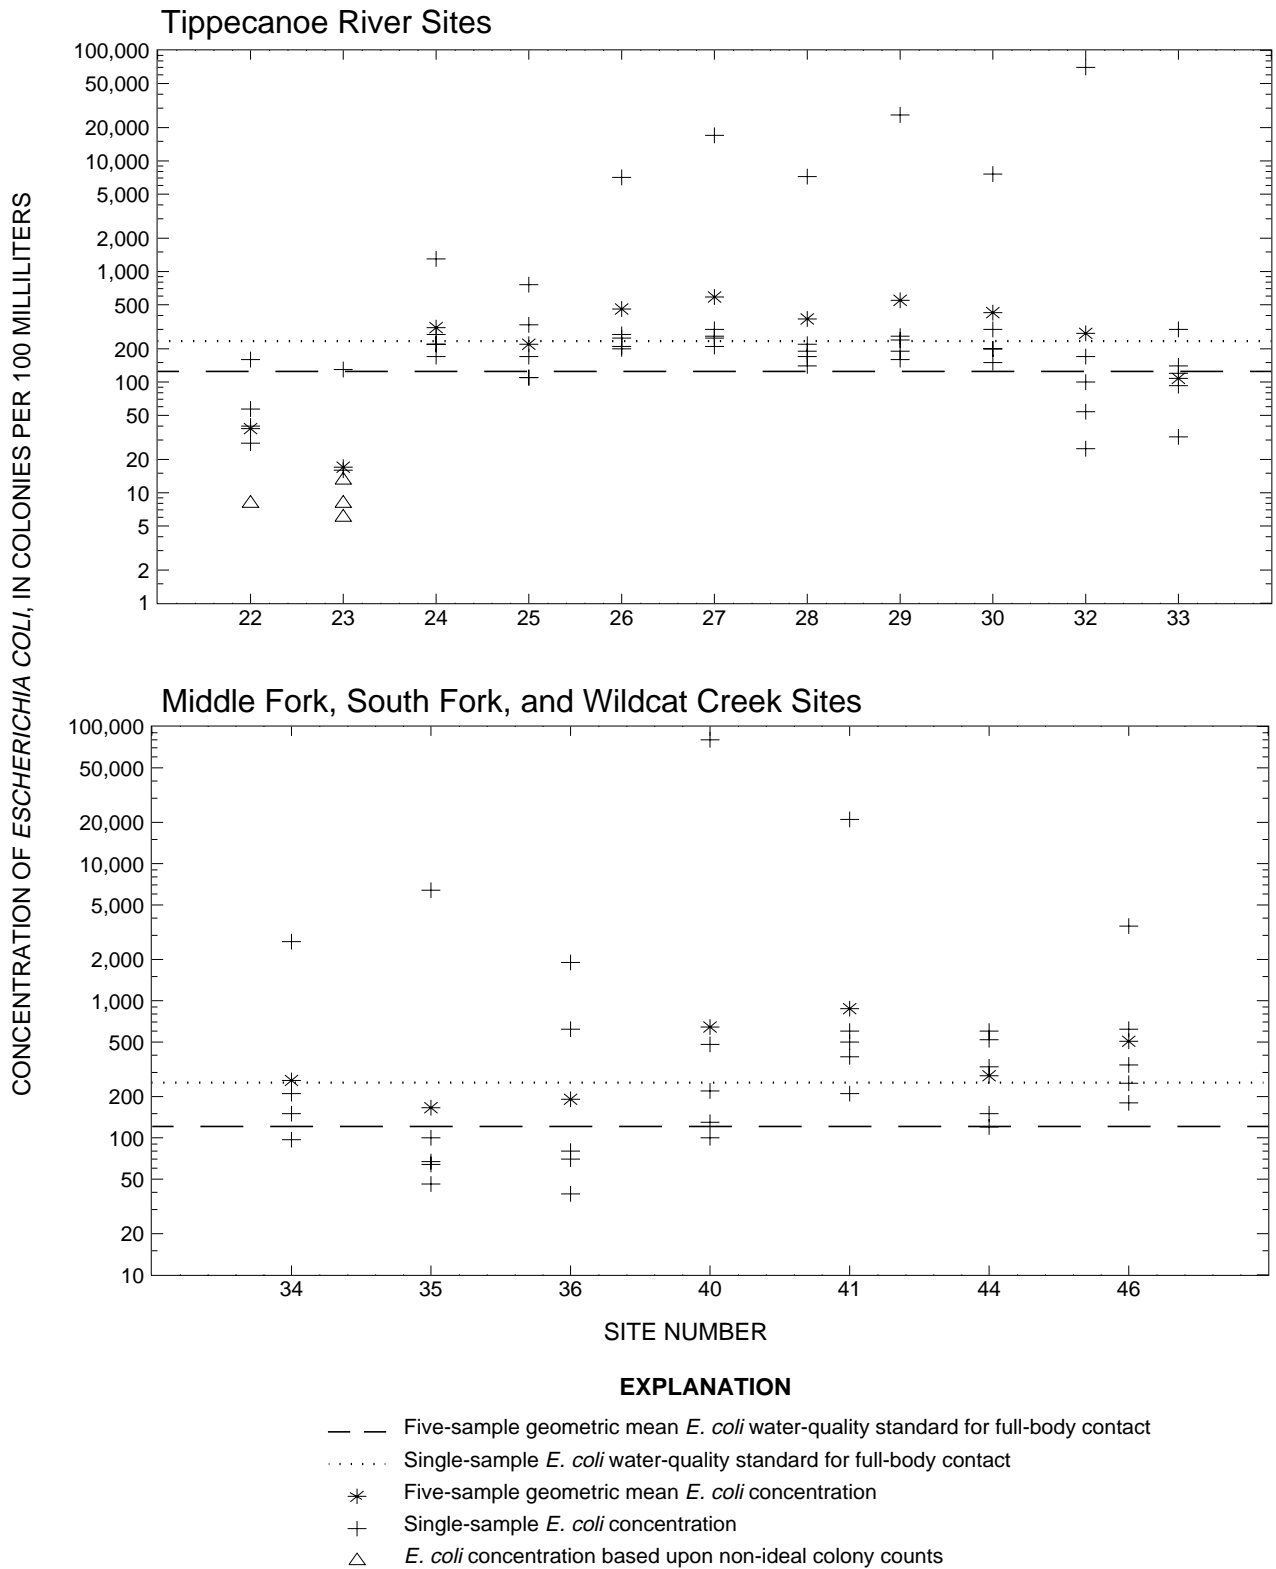 Tippecanoe River Sites
100,000
50,000
20,000
10,000
5,000
2,000
1,000
500
200
100
50
20
10
5
2
1
22 23 24 25 26 27 28 29 30 32 33
CONCENTRATION OF ESCHERICHIA COLI, IN COLONIES PER 100 MILLILITERS
Middle Fork, South Fork, and Wildcat Creek Sites
100,000
50,000
20,000
10,000
5,000
2,000
1,000
500
200
100
50
20
10
34 35 36 40 41 44 46
SITE NUMBER
EXPLANATION
Five-sample geometric mean E. coli water-quality standard for full-body contact
Single-sample E. coli water-quality standard for full-body contact
Five-sample geometric mean E. coli concentration
Single-sample E. coli concentration
E. coli concentration based upon non-ideal colony counts